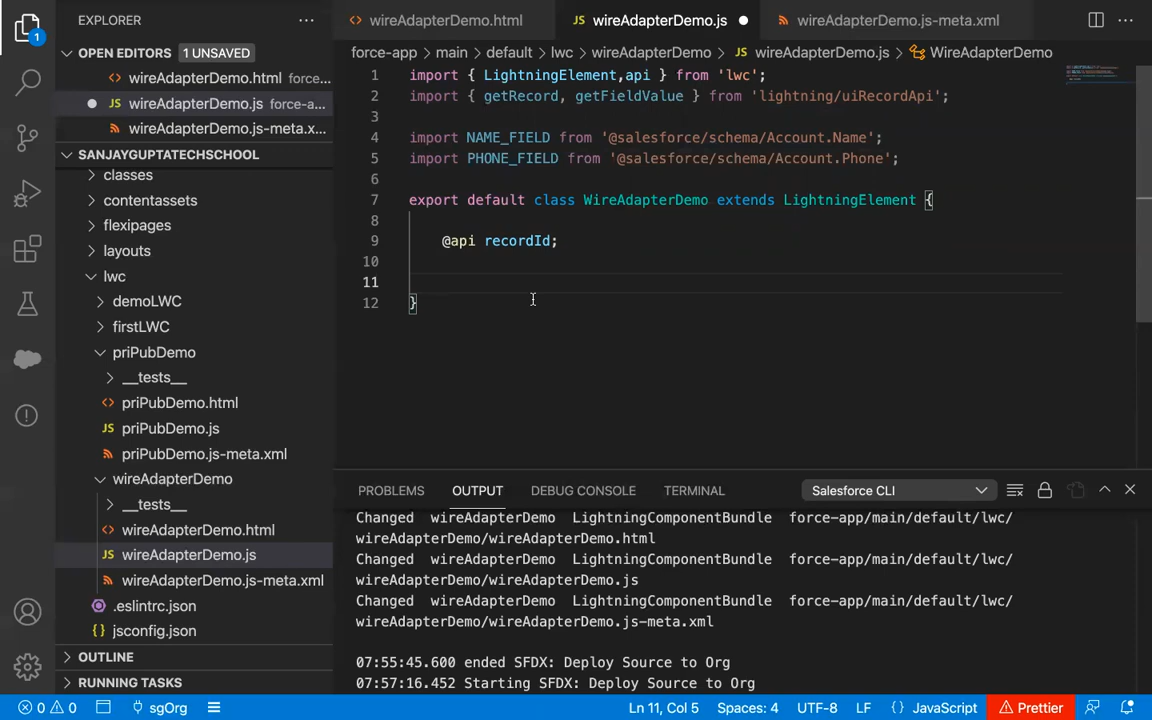 EXPLORER
OPEN EDITORS 1 UNSAVED
wireAdapterDemo.html force...
wireAdapterDemo.js force-a...
wireAdapterDemo.js-meta.x...
SANJAYGUPTATECHSCHOOL
classes
contentassets
flexipages
layouts
lwc
demoLWC
firstLWC
priPubDemo
__tests__
priPubDemo.html
priPubDemo.js
priPubDemo.js-meta.xml
wireAdapterDemo
__tests__
wireAdapterDemo.html
wireAdapterDemo.js
wireAdapterDemo.js-meta.xml
.eslintrc.json
jsconfig.json
OUTLINE
RUNNING TASKS
wireAdapterDemo.html
JS wireAdapterDemo.js
wireAdapterDemo.js-meta.xml
force-app > main > default > lwc > wireAdapterDemo > JS wireAdapterDemo.js > WireAdapterDemo
1 import { LightningElement,api } from 'lwc';
2 import { getRecord, getFieldValue } from 'lightning/uiRecordApi';
3
4 import NAME_FIELD from '@salesforce/schema/Account.Name';
5 import PHONE_FIELD from '@salesforce/schema/Account.Phone';
6
7 export default class WireAdapterDemo extends LightningElement {
8
9 @api recordId;
10
11
12 }
PROBLEMS OUTPUT DEBUG CONSOLE TERMINAL Salesforce CLI
Changed wireAdapterDemo LightningComponentBundle force-app/main/default/lwc/
wireAdapterDemo/wireAdapterDemo.html
Changed wireAdapterDemo LightningComponentBundle force-app/main/default/lwc/
wireAdapterDemo/wireAdapterDemo.js
Changed wireAdapterDemo LightningComponentBundle force-app/main/default/lwc/
wireAdapterDemo/wireAdapterDemo.js-meta.xml
07:55:45.600 ended SFDX: Deploy Source to Org
07:57:16.452 Starting SFDX: Deploy Source to Org
0 0 sgOrg Ln 11, Col 5 Spaces: 4 UTF-8 LF {} JavaScript Prettier